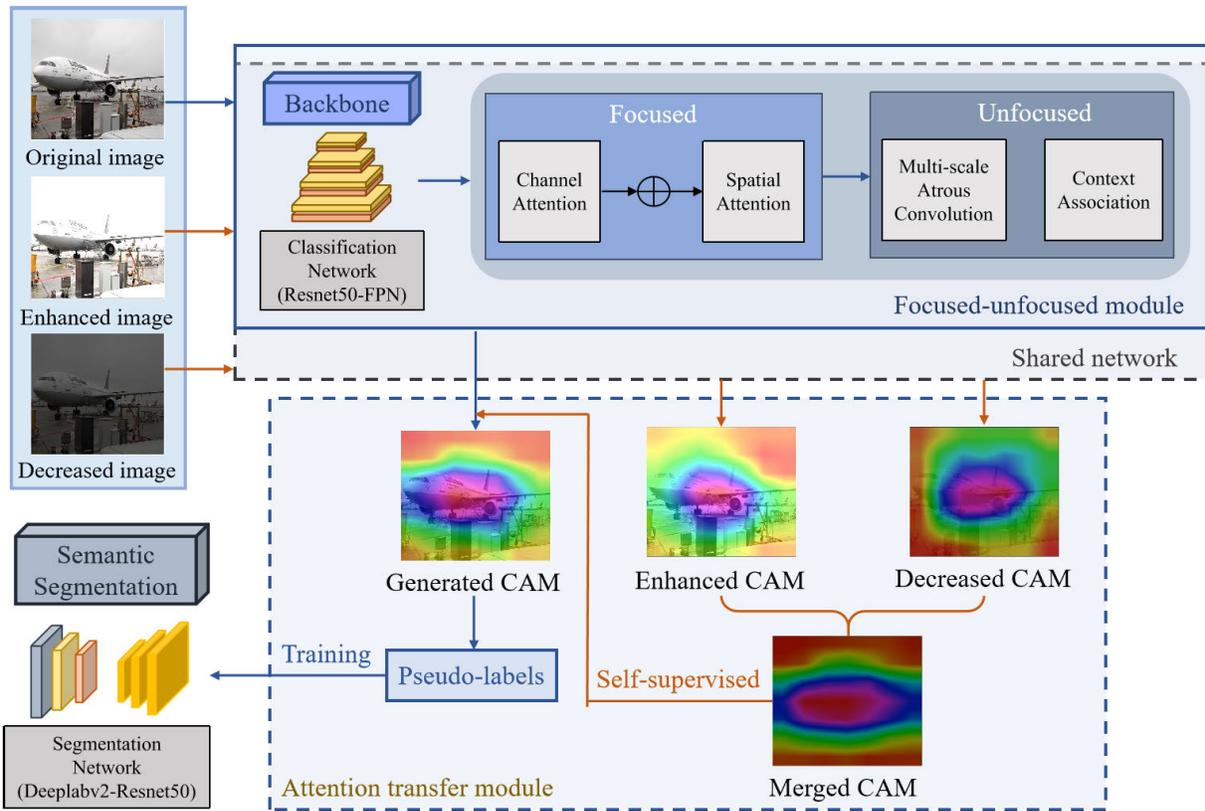 Original image
Enhanced image
Decreased image
Backbone
Classification
Network
(Resnet50-FPN)
Focused
Channel
Attention
Spatial
Attention
Unfocused
Multi-scale
Atrous
Convolution
Context
Association
Focused-unfocused module
Shared network
Generated CAM
Enhanced CAM
Decreased CAM
Semantic
Segmentation
Training
Pseudo-labels
Self-supervised
Segmentation
Network
(Deeplabv2-Resnet50)
Attention transfer module
Merged CAM